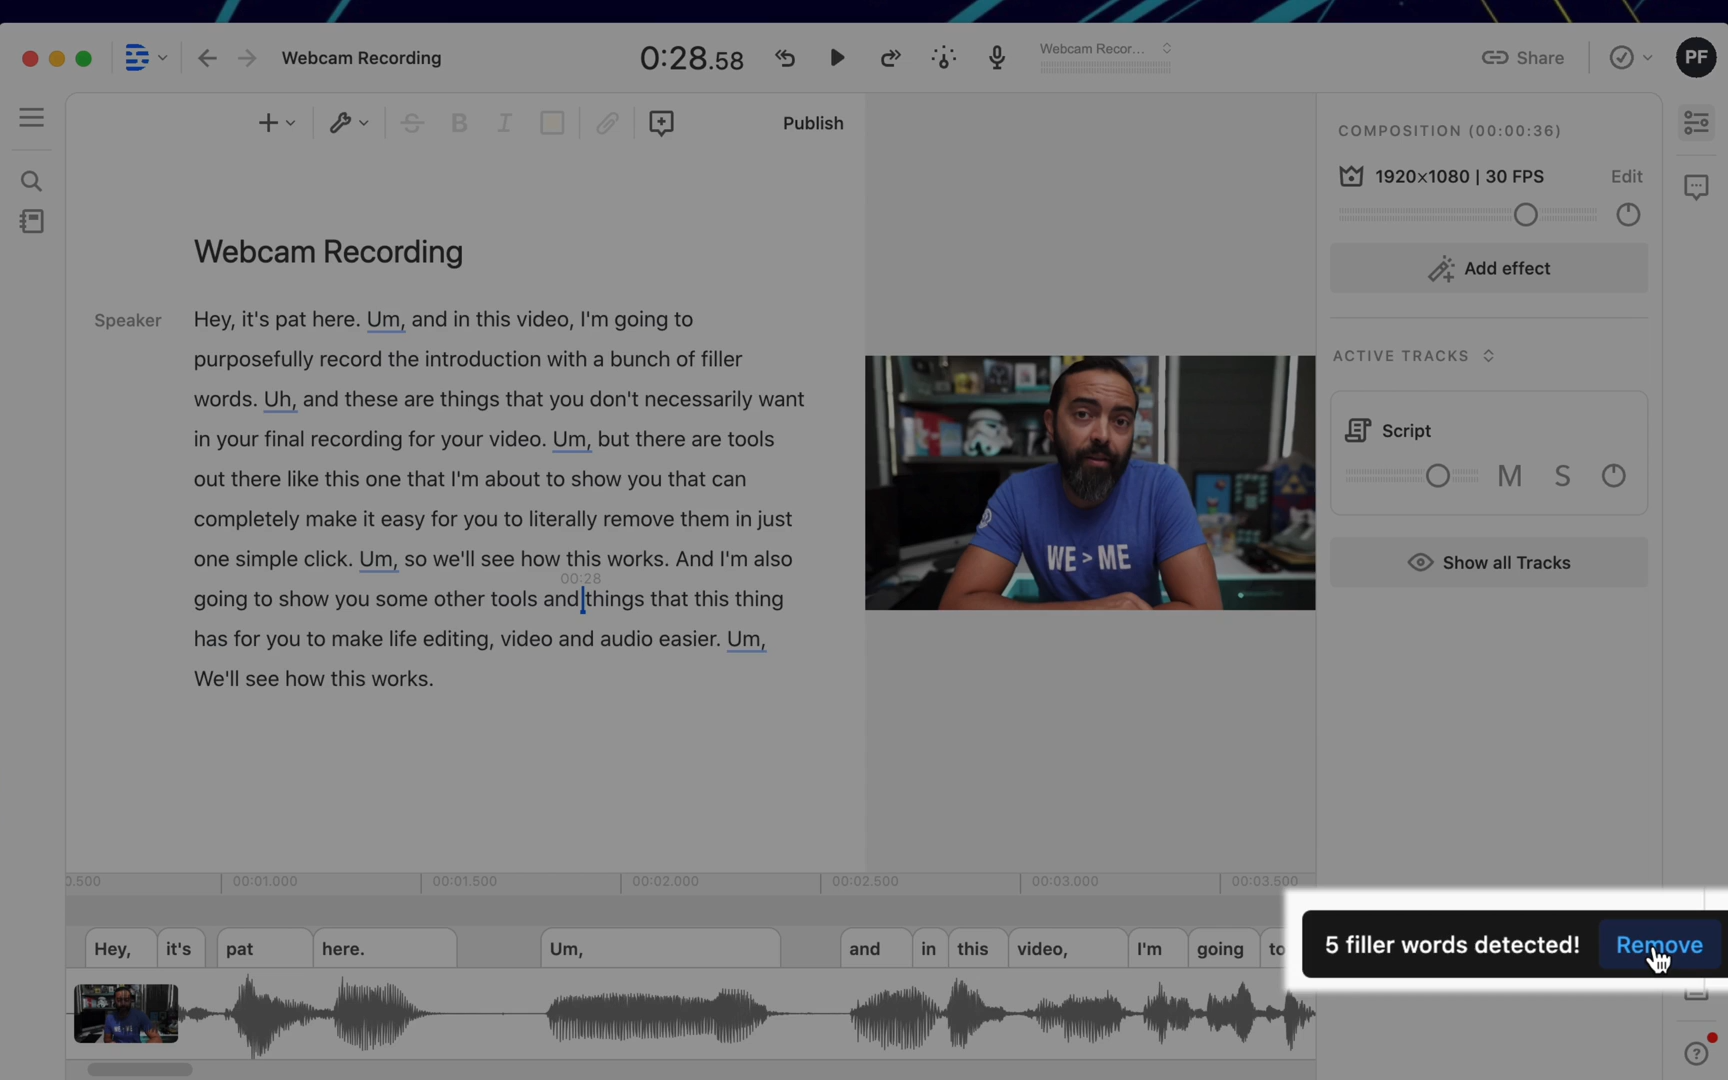 Webcam Recording
0:28.58
Webcam Recor...
Share
PF
Publish
COMPOSITION (00:00:36)
1920×1080 | 30 FPS
Edit
Add effect
ACTIVE TRACKS
Script
M S
Show all Tracks
Webcam Recording
Speaker
Hey, it's pat here. Um, and in this video, I'm going to
purposefully record the introduction with a bunch of filler
words. Uh, and these are things that you don't necessarily want
in your final recording for your video. Um, but there are tools
out there like this one that I'm about to show you that can
completely make it easy for you to literally remove them in just
one simple click. Um, so we'll see how this works. And I'm also
00:28
going to show you some other tools and things that this thing
has for you to make life editing, video and audio easier. Um,
We'll see how this works.
WE > ME
0.500 00:01.000 00:01.500 00:02.000 00:02.500 00:03.000 00:03.500
Hey, it's pat here. Um, and in this video, I'm going to
5 filler words detected! Remove